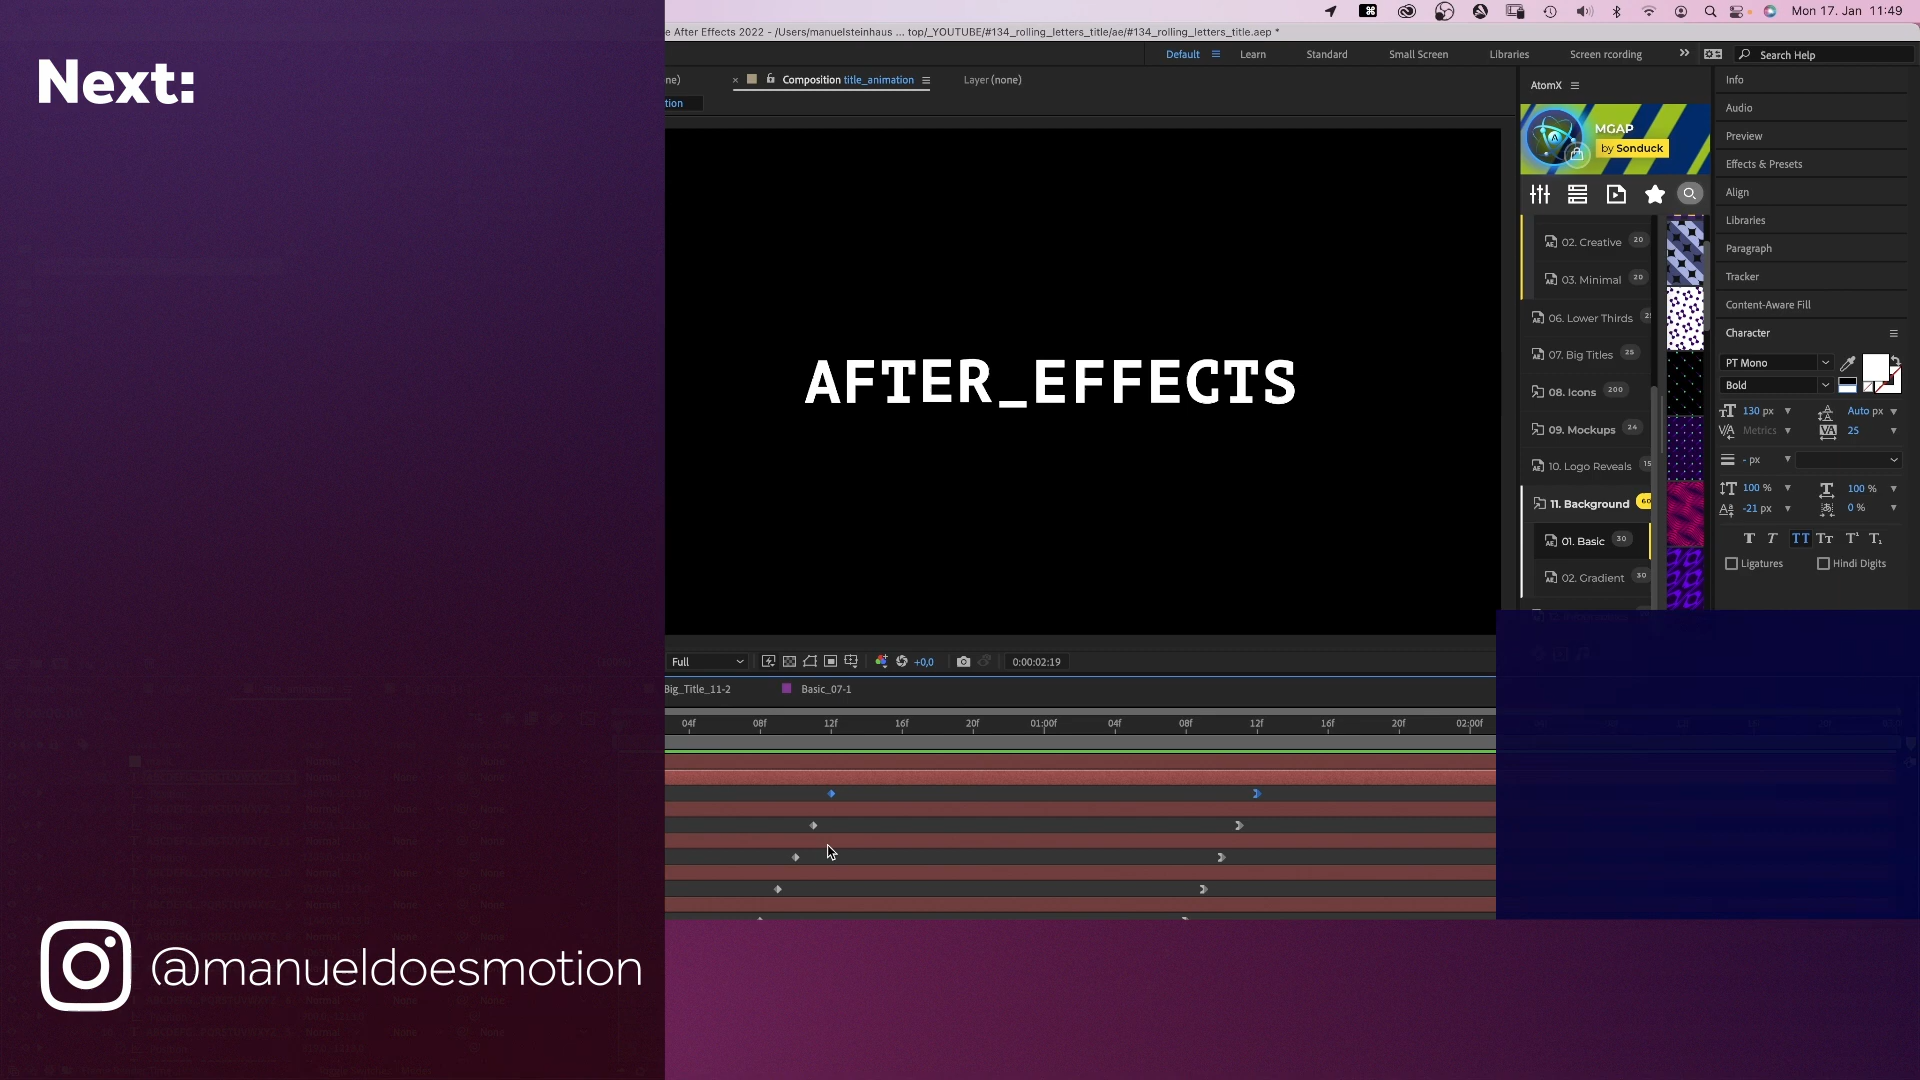 Mon 17. Jan 11:49
e After Effects 2022 - /Users/manuelsteinhaus ... top/_YOUTUBE/#134_rolling_letters_title/ae/#134_rolling_letters_title.aep *
Default Learn Standard Small Screen Libraries Screen rcording Search Help
Next:
ne) Composition title_animation Layer (none)
tion
AtomX
MGAP
by Sonduck
02. Creative 20
03. Minimal 20
06. Lower Thirds
07. Big Titles 25
08. Icons 200
09. Mockups 24
10. Logo Reveals 15
11. Background 60
01. Basic 30
02. Gradient 30
Info
Audio
Preview
Effects & Presets
Align
Libraries
Paragraph
Tracker
Content-Aware Fill
Character
PT Mono
Bold
130 px Auto px
Metrics 25
- px
100 % 100 %
-21 px 0 %
Ligatures Hindi Digits
AFTER_EFFECTS
Full +0,0 0:00:02:19
Big_Title_11-2 Basic_07-1
04f 08f 12f 16f 20f 01:00f 04f 08f 12f 16f 20f 02:00f
@manueldoesmotion